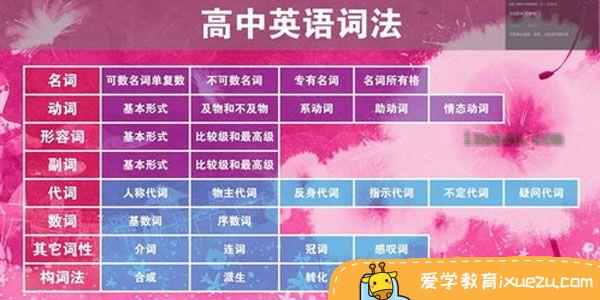 高中英语词法
名词 可数名词单复数 不可数名词 专有名词 名词所有格
动词 基本形式 及物和不及物 系动词 助动词 情态动词
形容词 基本形式 比较级和最高级
副词 基本形式 比较级和最高级
代词 人称代词 物主代词 反身代词 指示代词 不定代词 疑问代词
数词 基数词 序数词
其它词性 介词 连词 冠词 感叹词
构词法 合成 派生 转化
爱学教育ixuezu.com